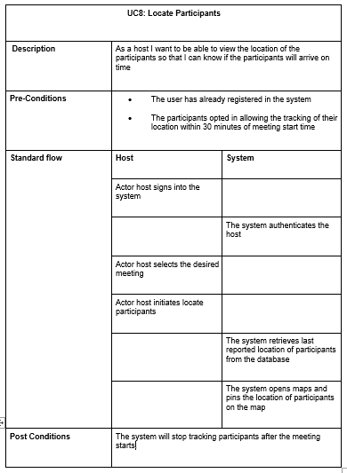 UC8: Locate Participants
Description
As a host I want to be able to view the location of the
participants so that I can know if the participants will arrive on
time
Pre-Conditions
• The user has already registered in the system
• The participants opted in allowing the tracking of their
location within 30 minutes of meeting start time
Standard flow
Host
System
Actor host signs into the
system
The system authenticates the
host
Actor host selects the desired
meeting
Actor host initiates locate
participants
The system retrieves last
reported location of participants
from the database
The system opens maps and
pins the location of participants
on the map
Post Conditions
The system will stop tracking participants after the meeting
starts